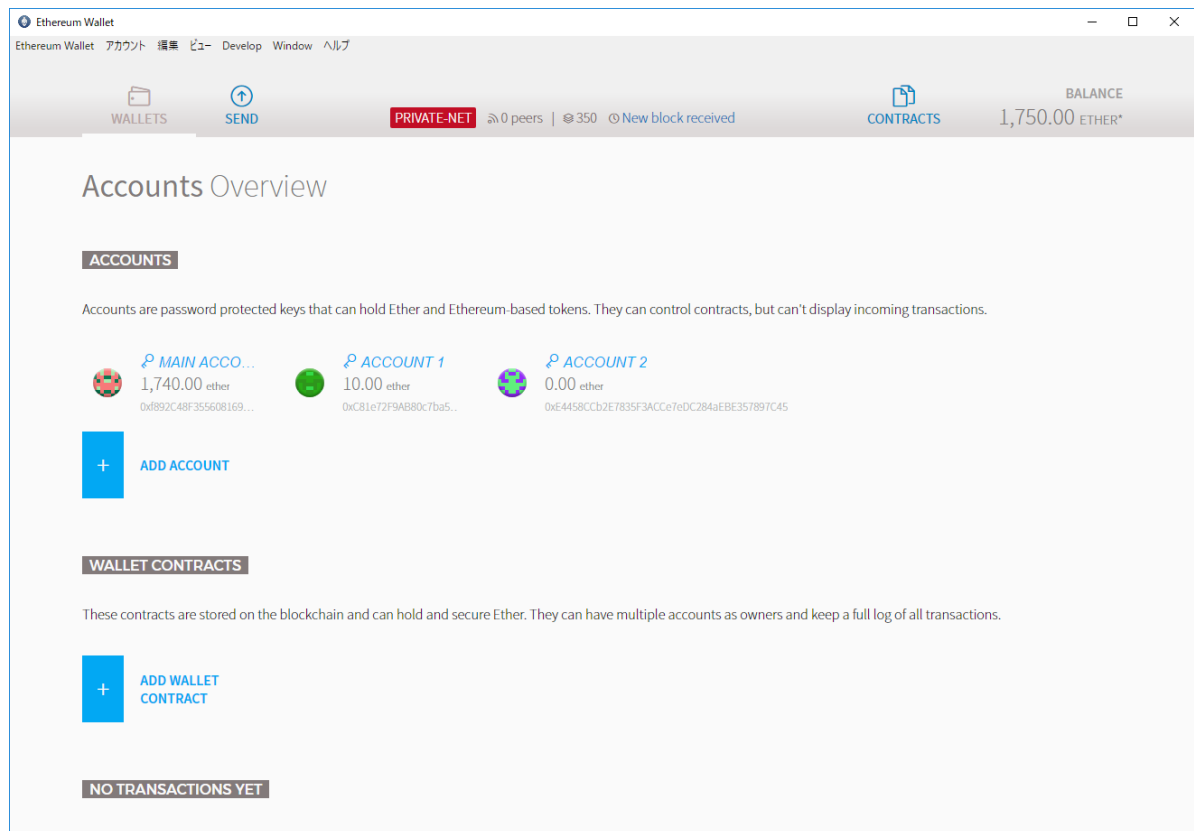 Ethereum Wallet
Ethereum Wallet アカウント 編集 ビュー Develop Window ヘルプ
WALLETS SEND PRIVATE-NET 0 peers | 350 New block received CONTRACTS BALANCE
1,750.00 ETHER*
Accounts Overview
ACCOUNTS
Accounts are password protected keys that can hold Ether and Ethereum-based tokens. They can control contracts, but can't display incoming transactions.
MAIN ACCO...
1,740.00 ether
0xf892C48F355608169...
ACCOUNT 1
10.00 ether
0xC81e72F9AB80c7ba5..
ACCOUNT 2
0.00 ether
0xE4458CCb2E7835F3ACCe7eDC284aEBE357897C45
+ ADD ACCOUNT
WALLET CONTRACTS
These contracts are stored on the blockchain and can hold and secure Ether. They can have multiple accounts as owners and keep a full log of all transactions.
+ ADD WALLET
CONTRACT
NO TRANSACTIONS YET